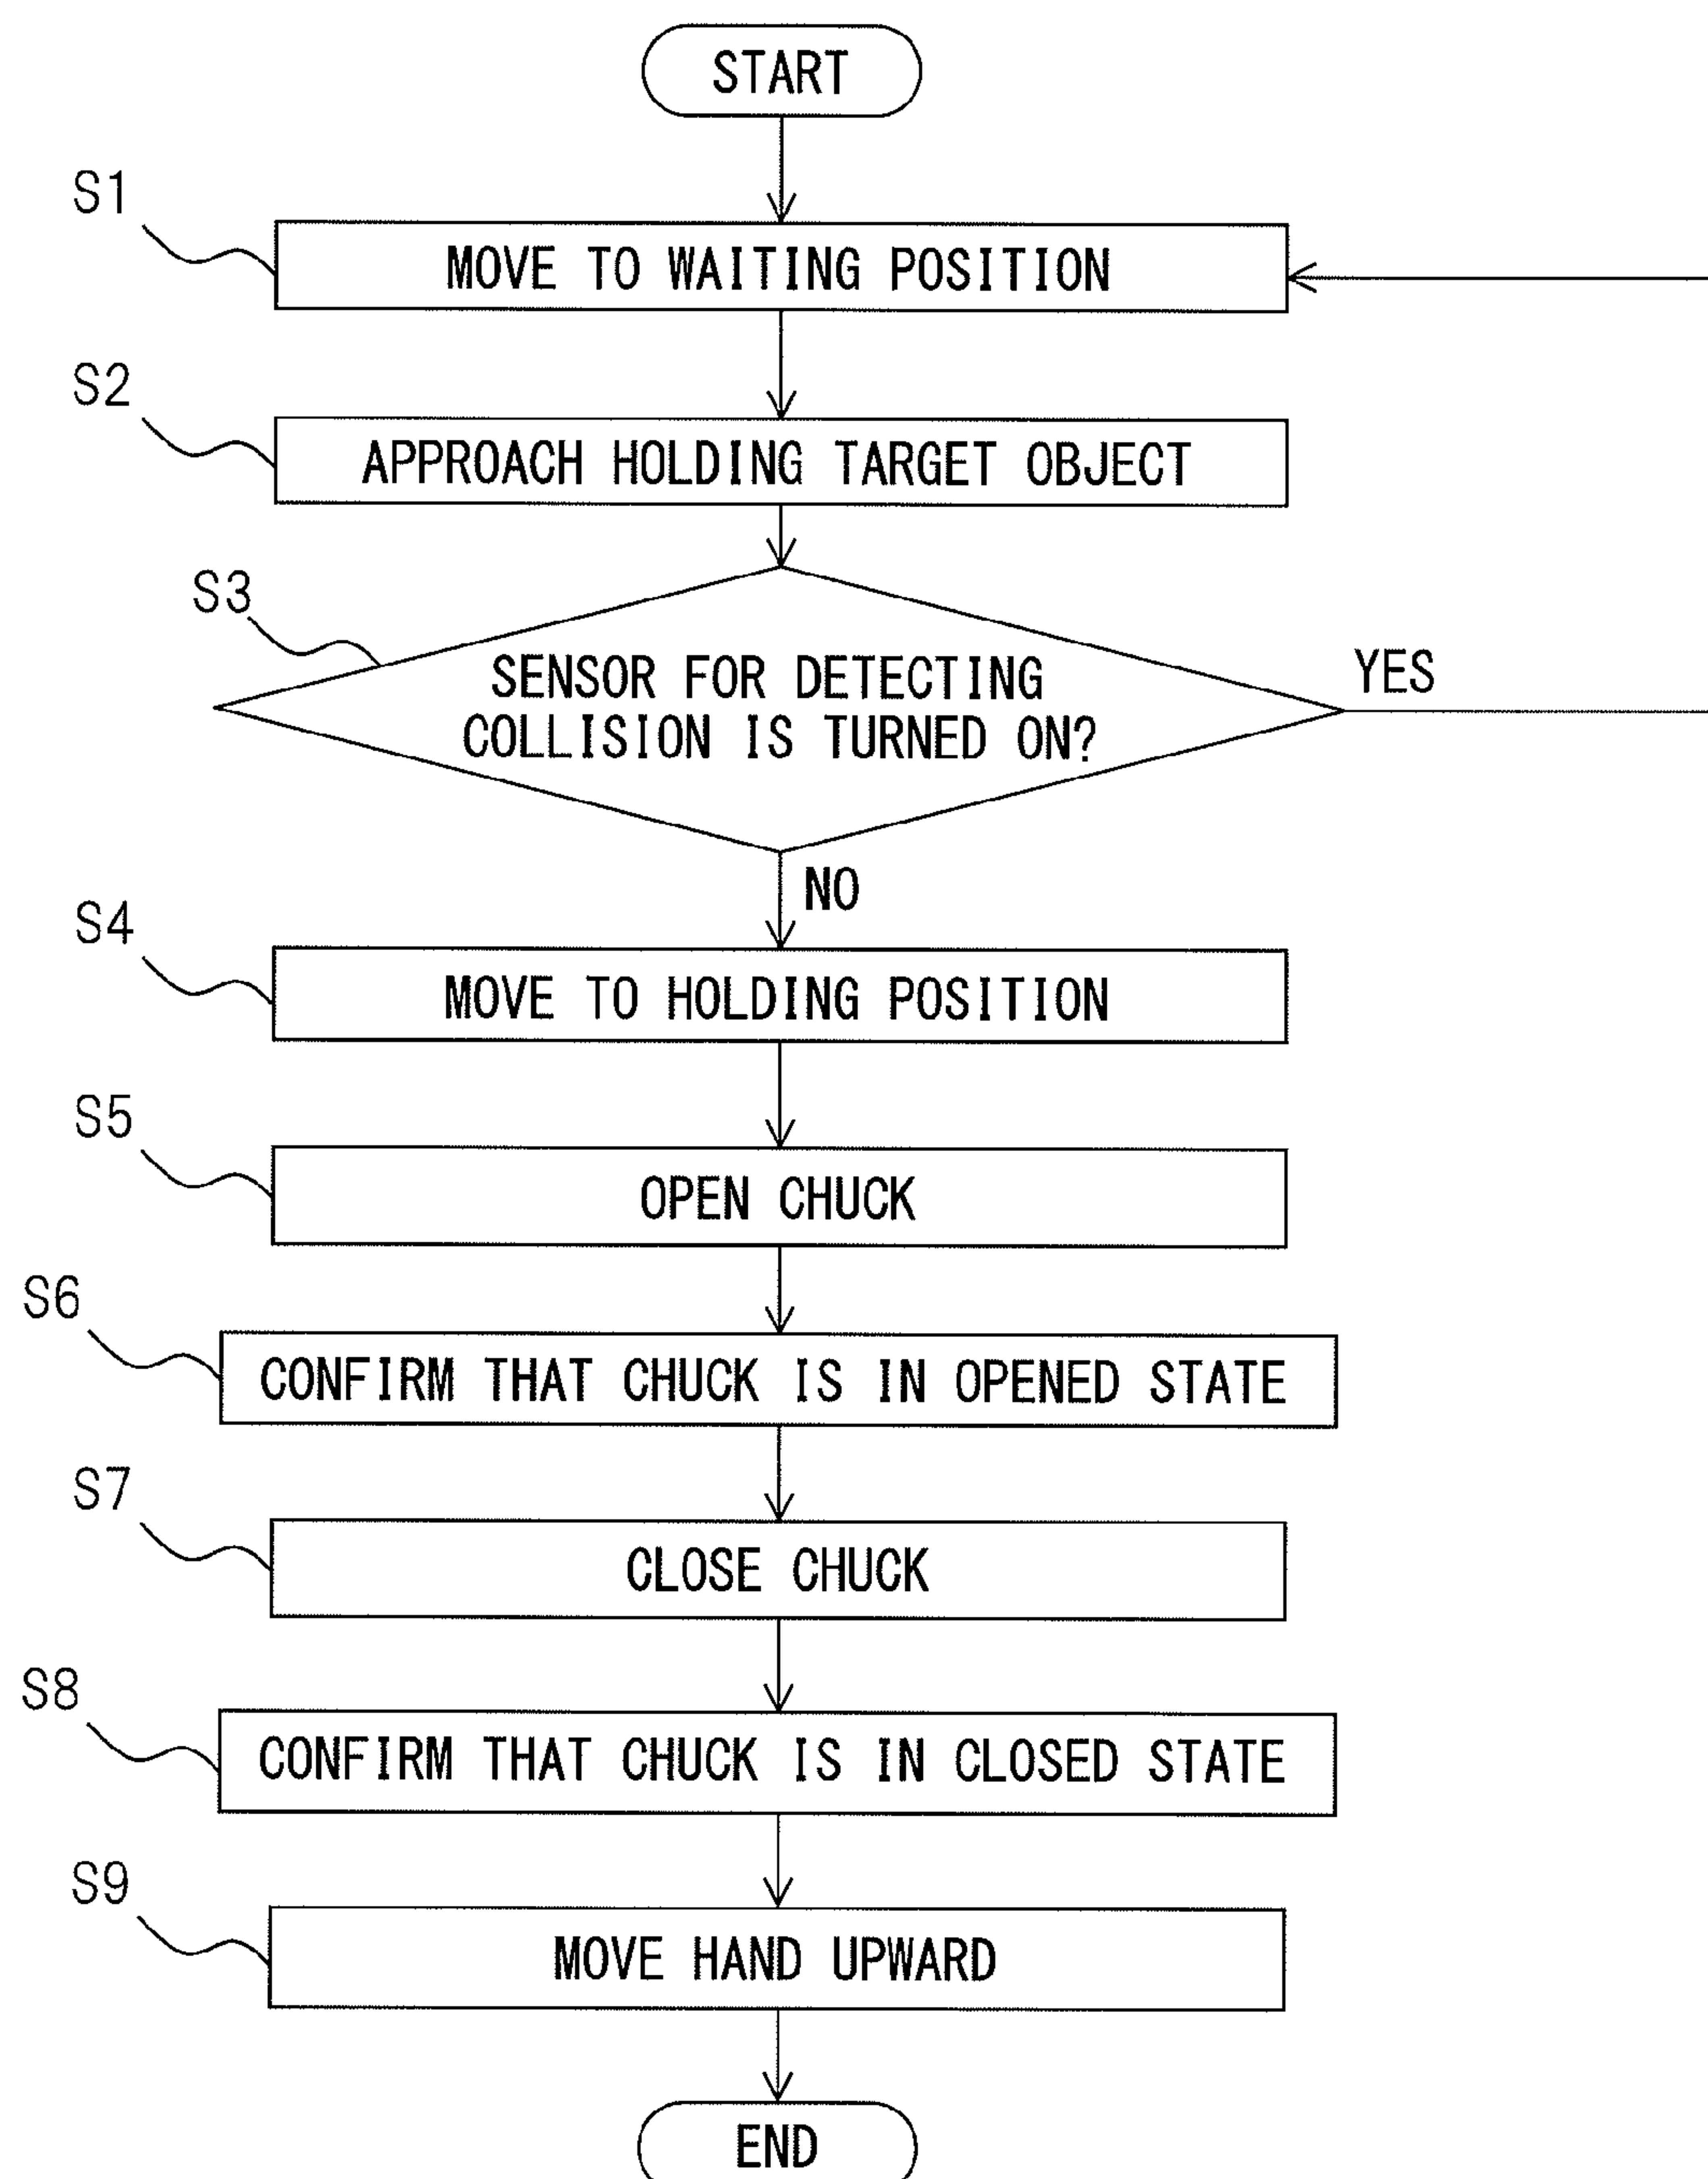 START
S1
MOVE TO WAITING POSITION
S2
APPROACH HOLDING TARGET OBJECT
S3
SENSOR FOR DETECTING
COLLISION IS TURNED ON?
YES
NO
S4
MOVE TO HOLDING POSITION
S5
OPEN CHUCK
S6
CONFIRM THAT CHUCK IS IN OPENED STATE
S7
CLOSE CHUCK
S8
CONFIRM THAT CHUCK IS IN CLOSED STATE
S9
MOVE HAND UPWARD
END